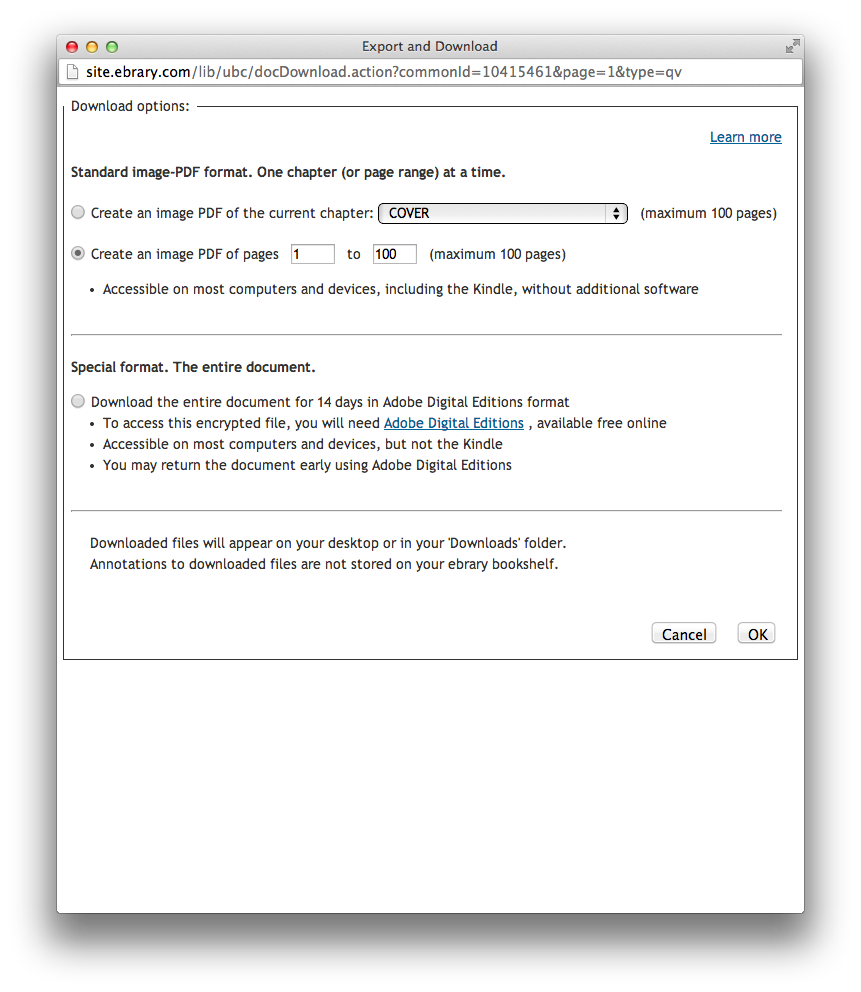 Export and Download
site.ebrary.com/lib/ubc/docDownload.action?commonId=10415461&page=1&type=qv
Download options:
Learn more
Standard image-PDF format. One chapter (or page range) at a time.
Create an image PDF of the current chapter: COVER (maximum 100 pages)
Create an image PDF of pages 1 to 100 (maximum 100 pages)
• Accessible on most computers and devices, including the Kindle, without additional software
Special format. The entire document.
Download the entire document for 14 days in Adobe Digital Editions format
• To access this encrypted file, you will need Adobe Digital Editions , available free online
• Accessible on most computers and devices, but not the Kindle
• You may return the document early using Adobe Digital Editions
Downloaded files will appear on your desktop or in your 'Downloads' folder.
Annotations to downloaded files are not stored on your ebrary bookshelf.
Cancel OK